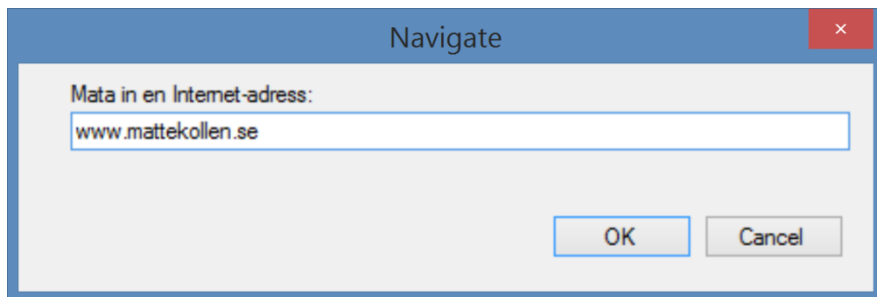 Navigate
Mata in en Internet-adress:
www.mattekollen.se
OK Cancel